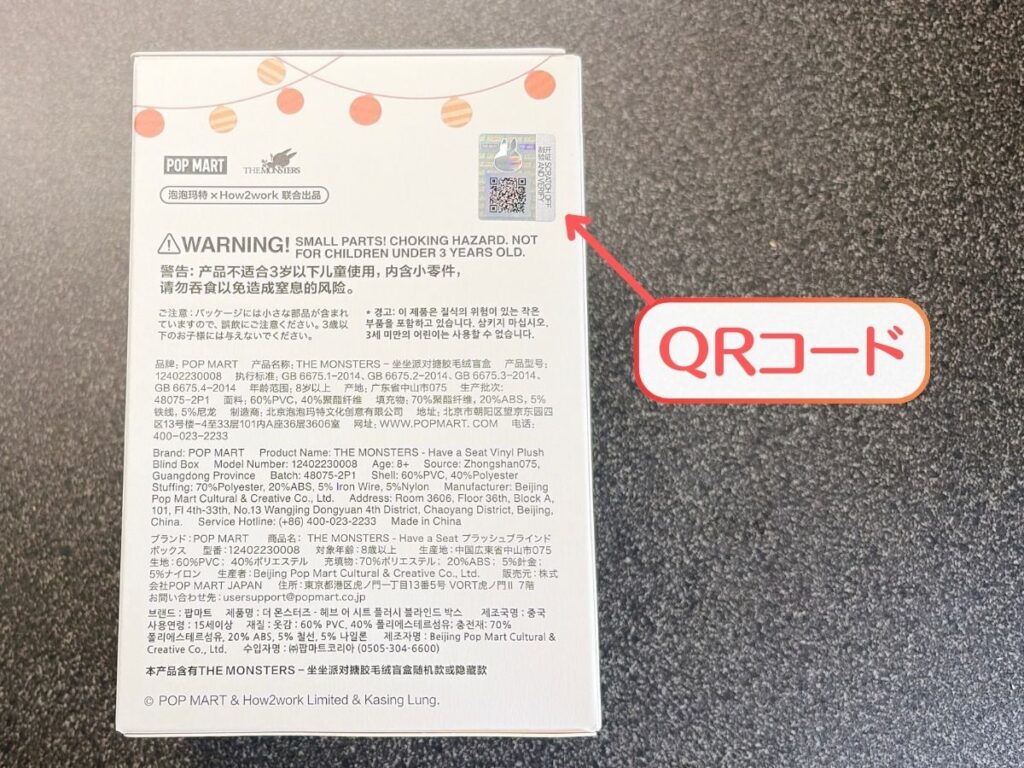 POP MART
THE MONSTERS
泡泡玛特 × How2work 联合出品
刮开验证 SCRATCH OFF AND VERIFY
WARNING! SMALL PARTS! CHOKING HAZARD. NOT
FOR CHILDREN UNDER 3 YEARS OLD.
警告: 产品不适合3岁以下儿童使用，内含小零件，
请勿吞食以免造成窒息的风险。
ご注意：パッケージには小さな部品が含まれ
ていますので、誤飲にご注意ください。3歳以
下のお子様には与えないでください。
* 경고: 이 제품은 질식의 위험이 있는 작은
부품을 포함하고 있습니다. 삼키지 마십시오.
3세 미만의 어린이는 사용할 수 없습니다.
品牌: POP MART 产品名称: THE MONSTERS – 坐坐派对搪胶毛绒盲盒 产品型号:
12402230008 执行标准: GB 6675.1–2014、GB 6675.2–2014、GB 6675.3–2014、
GB 6675.4–2014 年龄范围: 8岁以上 产地: 广东省中山市075 生产批次:
48075-2P1 面料: 60%PVC, 40%聚酯纤维 填充物: 70%聚酯纤维，20%ABS，5%
铁线，5%尼龙 制造商: 北京泡泡玛特文化创意有限公司 地址: 北京市朝阳区望京东园四
区13号楼-4至33层101内A座36层3606室 网址: WWW.POPMART.COM 电话:
400-023-2233
Brand: POP MART Product Name: THE MONSTERS - Have a Seat Vinyl Plush
Blind Box Model Number: 12402230008 Age: 8+ Source: Zhongshan075,
Guangdong Province Batch: 48075-2P1 Shell: 60%PVC, 40%Polyester
Stuffing: 70%Polyester, 20%ABS, 5% Iron Wire, 5%Nylon Manufacturer: Beijing
Pop Mart Cultural & Creative Co., Ltd. Address: Room 3606, Floor 36th, Block A,
101, Fl 4th-33th, No.13 Wangjing Dongyuan 4th District, Chaoyang District, Beijing,
China. Service Hotline: (+86) 400-023-2233 Made in China
ブランド：POP MART 商品名： THE MONSTERS - Have a Seat プラッシュブラインド
ボックス 型番：12402230008 対象年齢：8歳以上 生産地：中国広東省中山市075
生地：60%PVC；40%ポリエステル 充填物：70%ポリエステル；20%ABS；5%針金；
5%ナイロン 生産者：Beijing Pop Mart Cultural & Creative Co., Ltd. 販売元：株式
会社POP MART JAPAN 住所：東京都港区虎ノ門一丁目13番5号 VORT虎ノ門Ⅱ 7階
お問い合わせ先：usersupport@popmart.co.jp
브랜드 : 팝마트 제품명 : 더 몬스터즈 - 헤브 어 시트 플러시 블라인드 박스 제조국명 : 중국
사용연령 : 15세이상 재질 : 옷감 : 60% PVC, 40% 폴리에스테르섬유; 충전재: 70%
폴리에스테르섬유, 20% ABS, 5% 철선, 5% 나일론 제조자명 : Beijing Pop Mart Cultural &
Creative Co., Ltd. 수입자명 : ㈜팝마트코리아 (0505-304-6600)
本产品含有THE MONSTERS – 坐坐派对搪胶毛绒盲盒随机款或隐藏款
© POP MART & How2work Limited & Kasing Lung.
QRコード